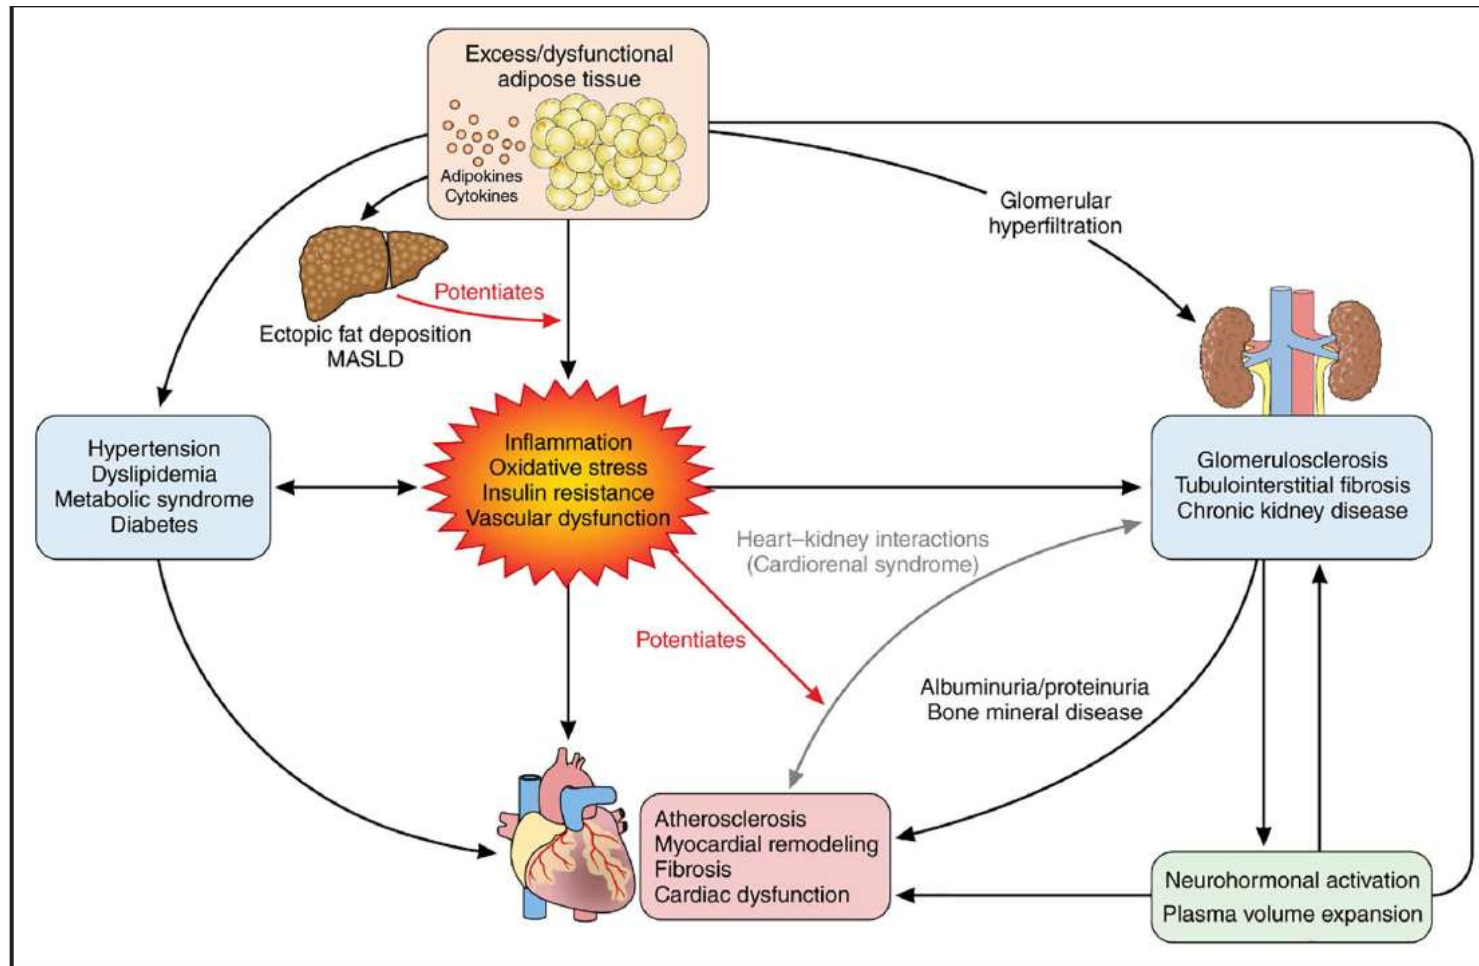 Excess/dysfunctional
adipose tissue
Adipokines
Cytokines
Glomerular
hyperfiltration
Potentiates
Ectopic fat deposition
MASLD
Hypertension
Dyslipidemia
Metabolic syndrome
Diabetes
Inflammation
Oxidative stress
Insulin resistance
Vascular dysfunction
Glomerulosclerosis
Tubulointerstitial fibrosis
Chronic kidney disease
Heart–kidney interactions
(Cardiorenal syndrome)
Potentiates
Albuminuria/proteinuria
Bone mineral disease
Atherosclerosis
Myocardial remodeling
Fibrosis
Cardiac dysfunction
Neurohormonal activation
Plasma volume expansion